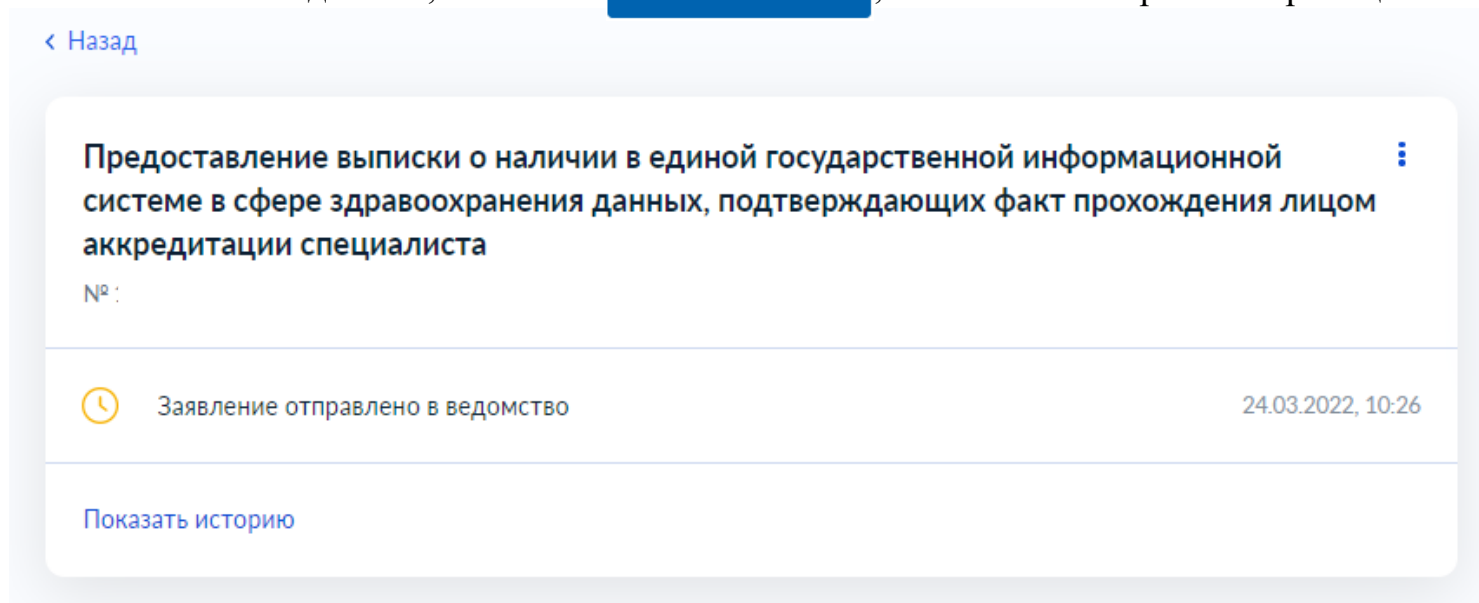 Назад
Предоставление выписки о наличии в единой государственной информационной
системе в сфере здравоохранения данных, подтверждающих факт прохождения лицом
аккредитации специалиста
№
Заявление отправлено в ведомство
24.03.2022, 10:26
Показать историю